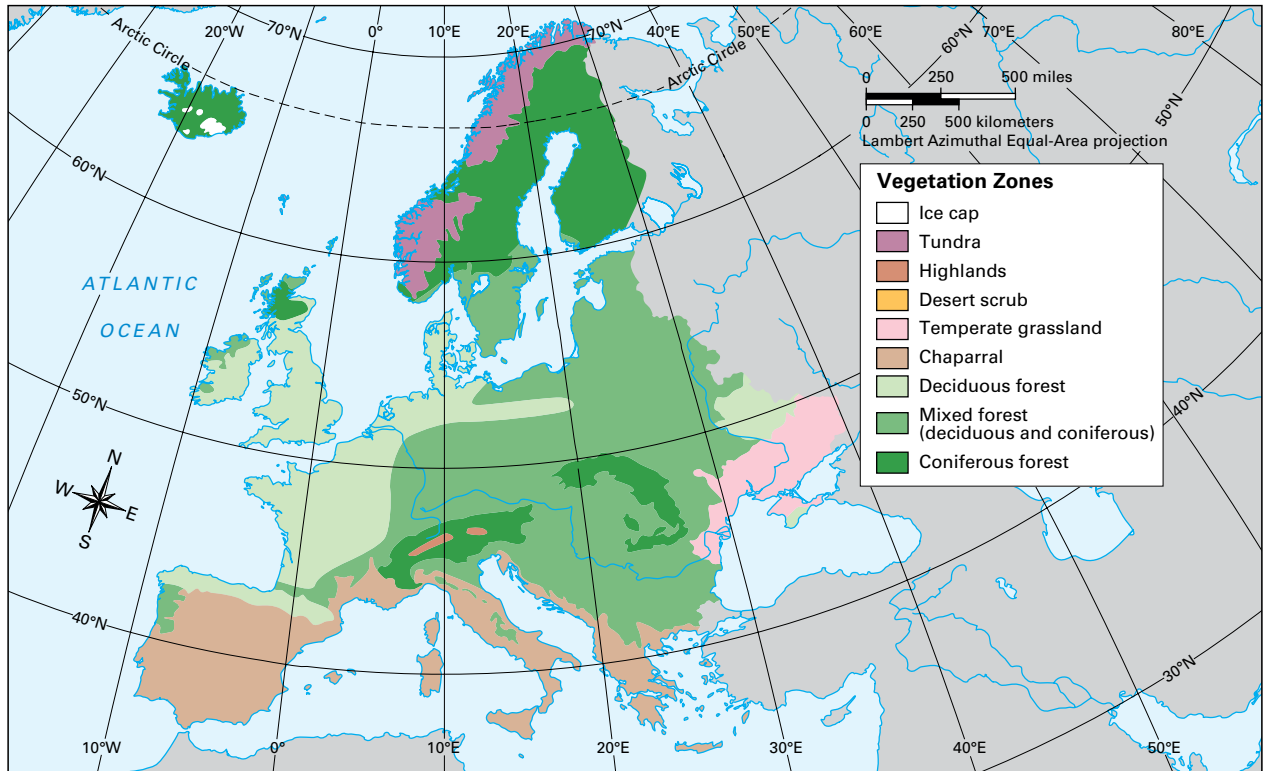 20°W
70°N
0°
10°E
20°E
70°N
30°E
40°E
50°E
60°E
60°N
70°E
80°E
Arctic Circle
Arctic Circle
0 250 500 miles
0 250 500 kilometers
Lambert Azimuthal Equal-Area projection
50°N
60°N
Vegetation Zones
Ice cap
Tundra
Highlands
Desert scrub
Temperate grassland
Chaparral
Deciduous forest
Mixed forest
(deciduous and coniferous)
Coniferous forest
ATLANTIC
OCEAN
50°N
40°N
N
W
E
S
40°N
30°N
10°W
0°
10°E
20°E
30°E
40°E
50°E